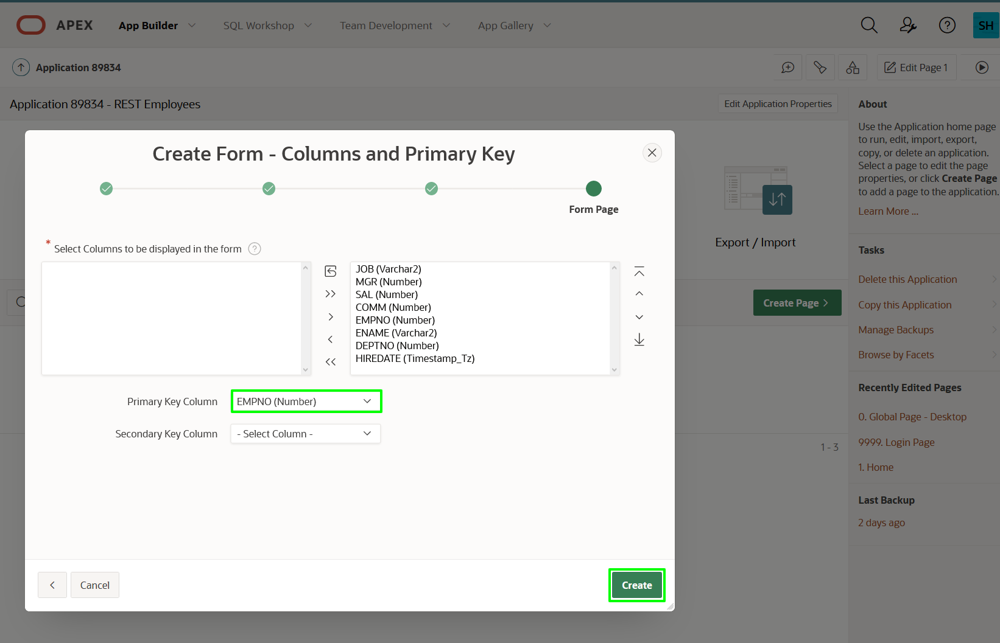 APEX
App Builder
SQL Workshop
Team Development
App Gallery
SH
Application 89834
Edit Page 1
Application 89834 - REST Employees
Edit Application Properties
About
Use the Application home page
to run, edit, import, export,
copy, or delete an application.
Select a page to edit the page
properties, or click Create Page
to add a page to the application.
Learn More ...
Export / Import
Create Page
Tasks
Delete this Application
Copy this Application
Manage Backups
Browse by Facets
Recently Edited Pages
0. Global Page - Desktop
9999. Login Page
1. Home
Last Backup
2 days ago
1 - 3
Create Form - Columns and Primary Key
Form Page
* Select Columns to be displayed in the form ?
JOB (Varchar2)
MGR (Number)
SAL (Number)
COMM (Number)
EMPNO (Number)
ENAME (Varchar2)
DEPTNO (Number)
HIREDATE (Timestamp_Tz)
Primary Key Column EMPNO (Number)
Secondary Key Column - Select Column -
Cancel
Create